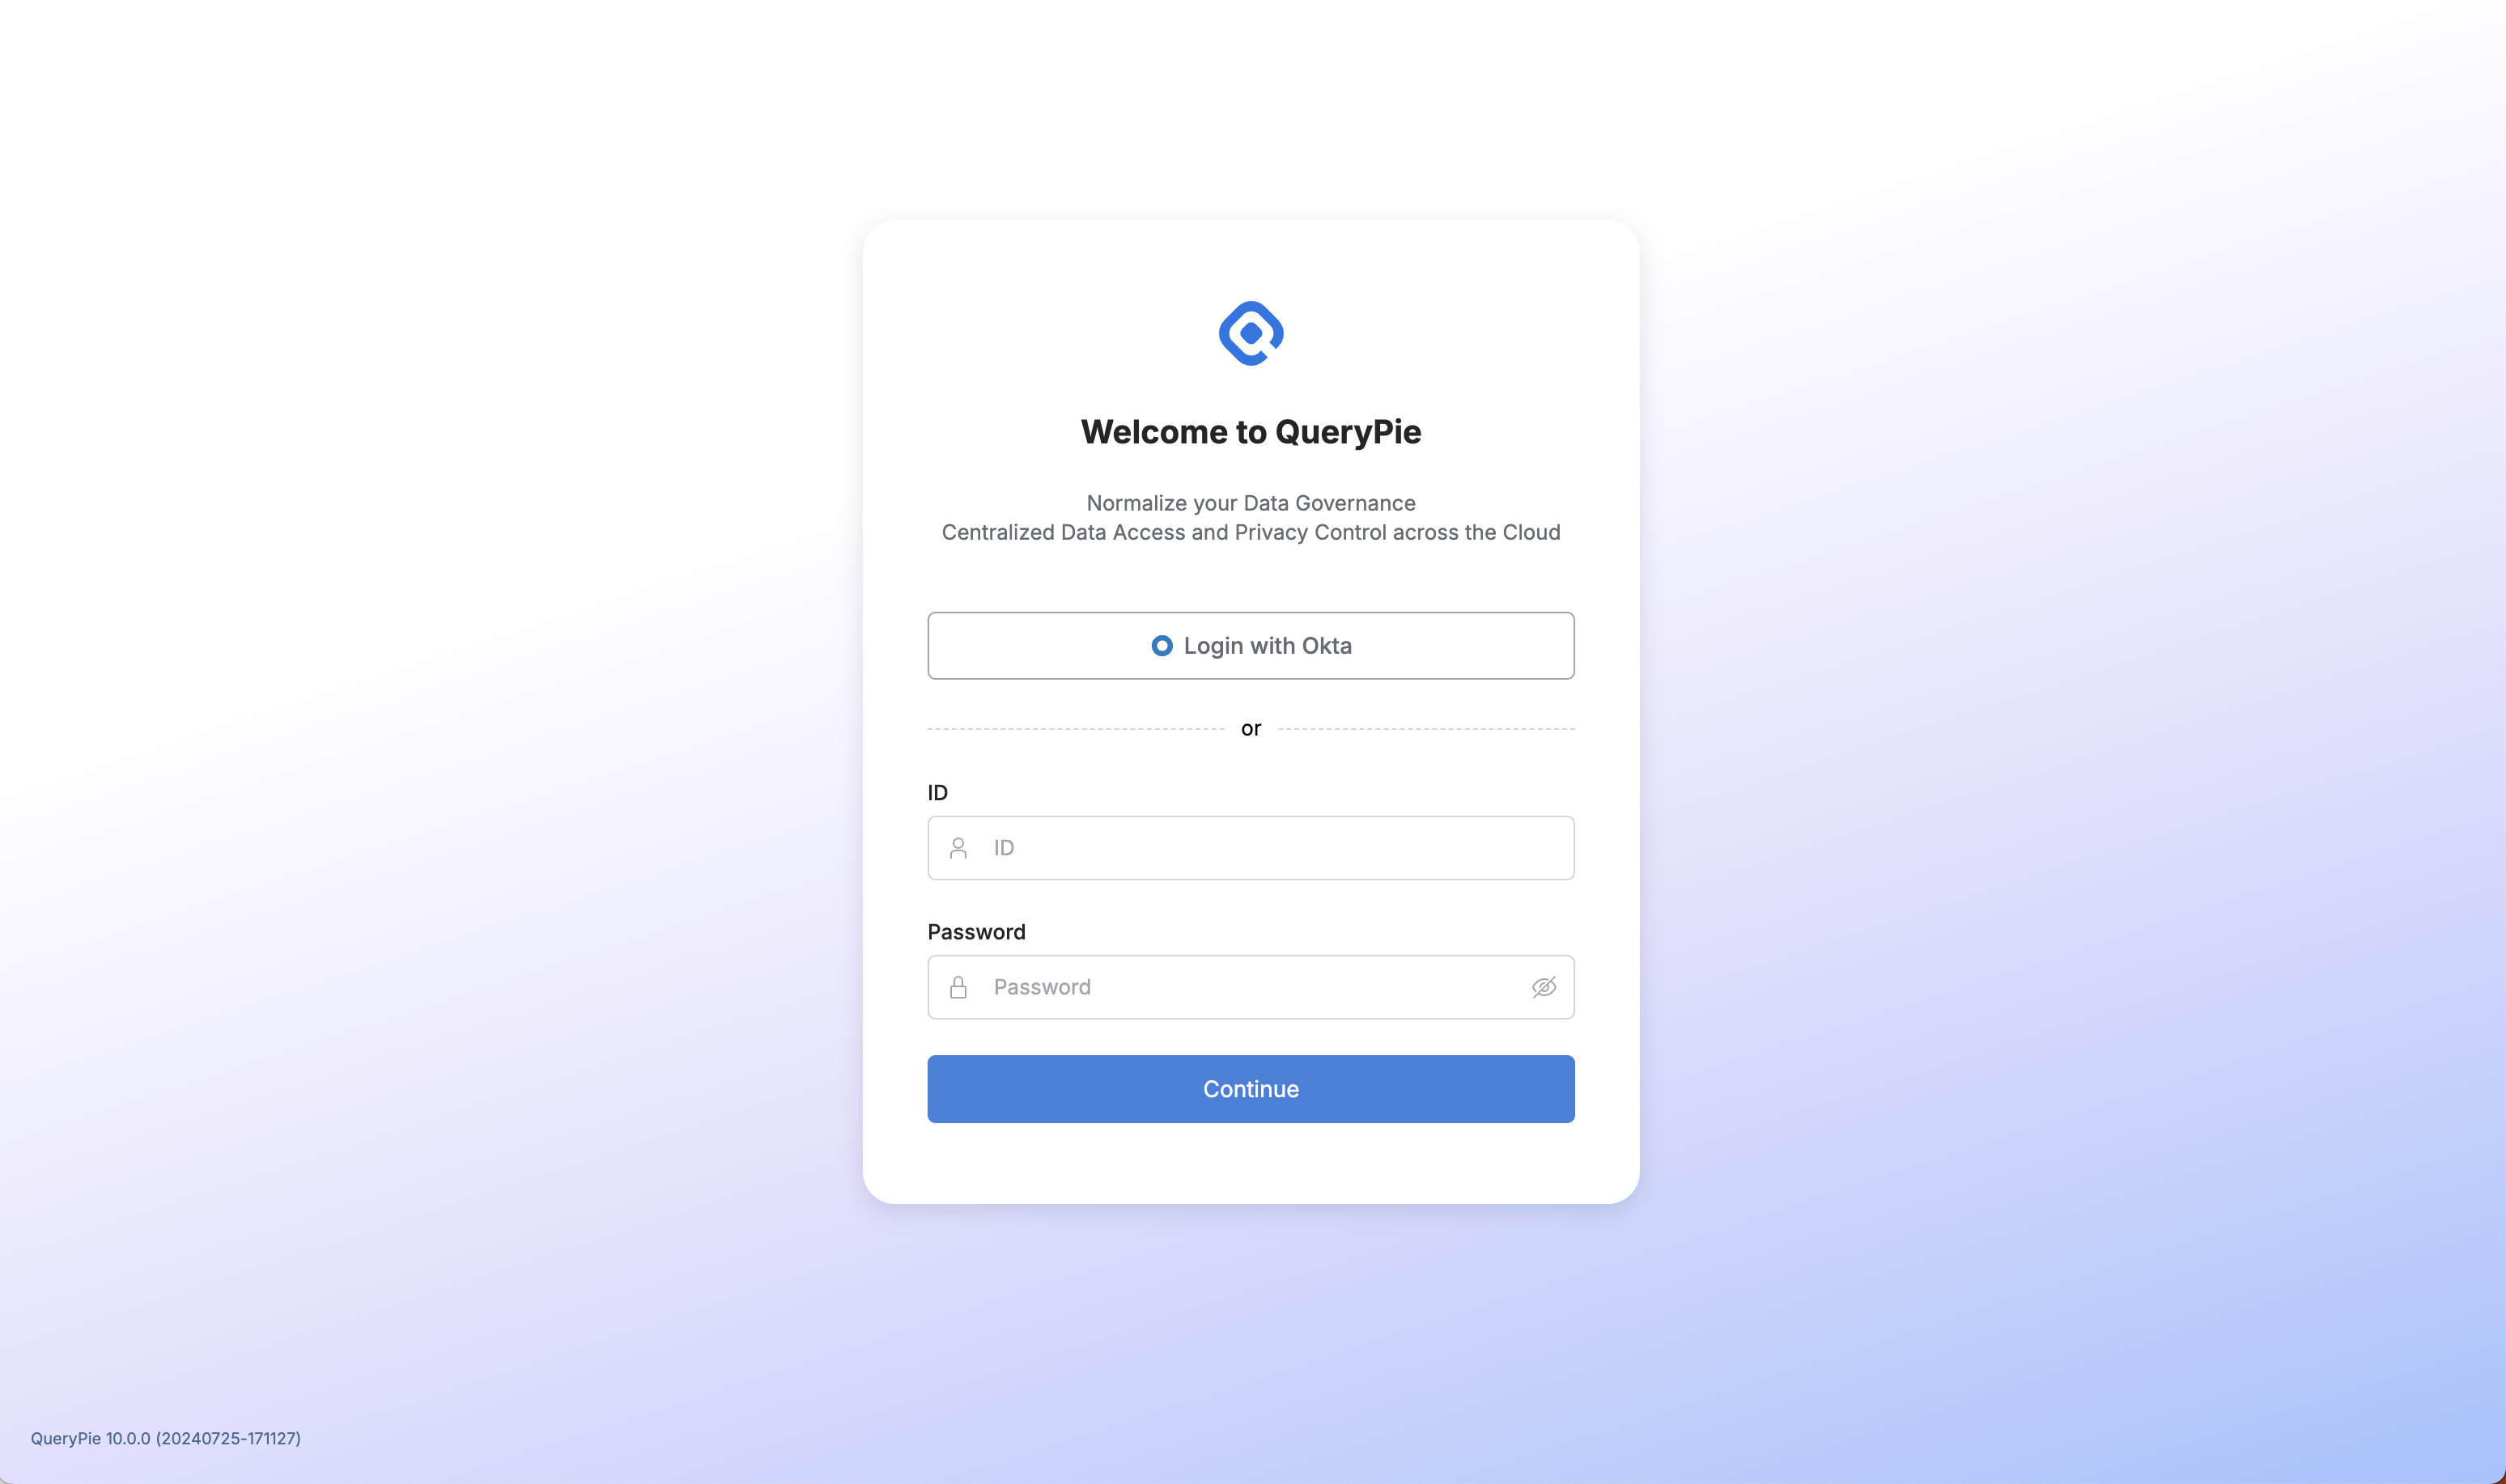 Welcome to QueryPie
Normalize your Data Governance
Centralized Data Access and Privacy Control across the Cloud
Login with Okta
or
ID
ID
Password
Password
Continue
QueryPie 10.0.0 (20240725-171127)